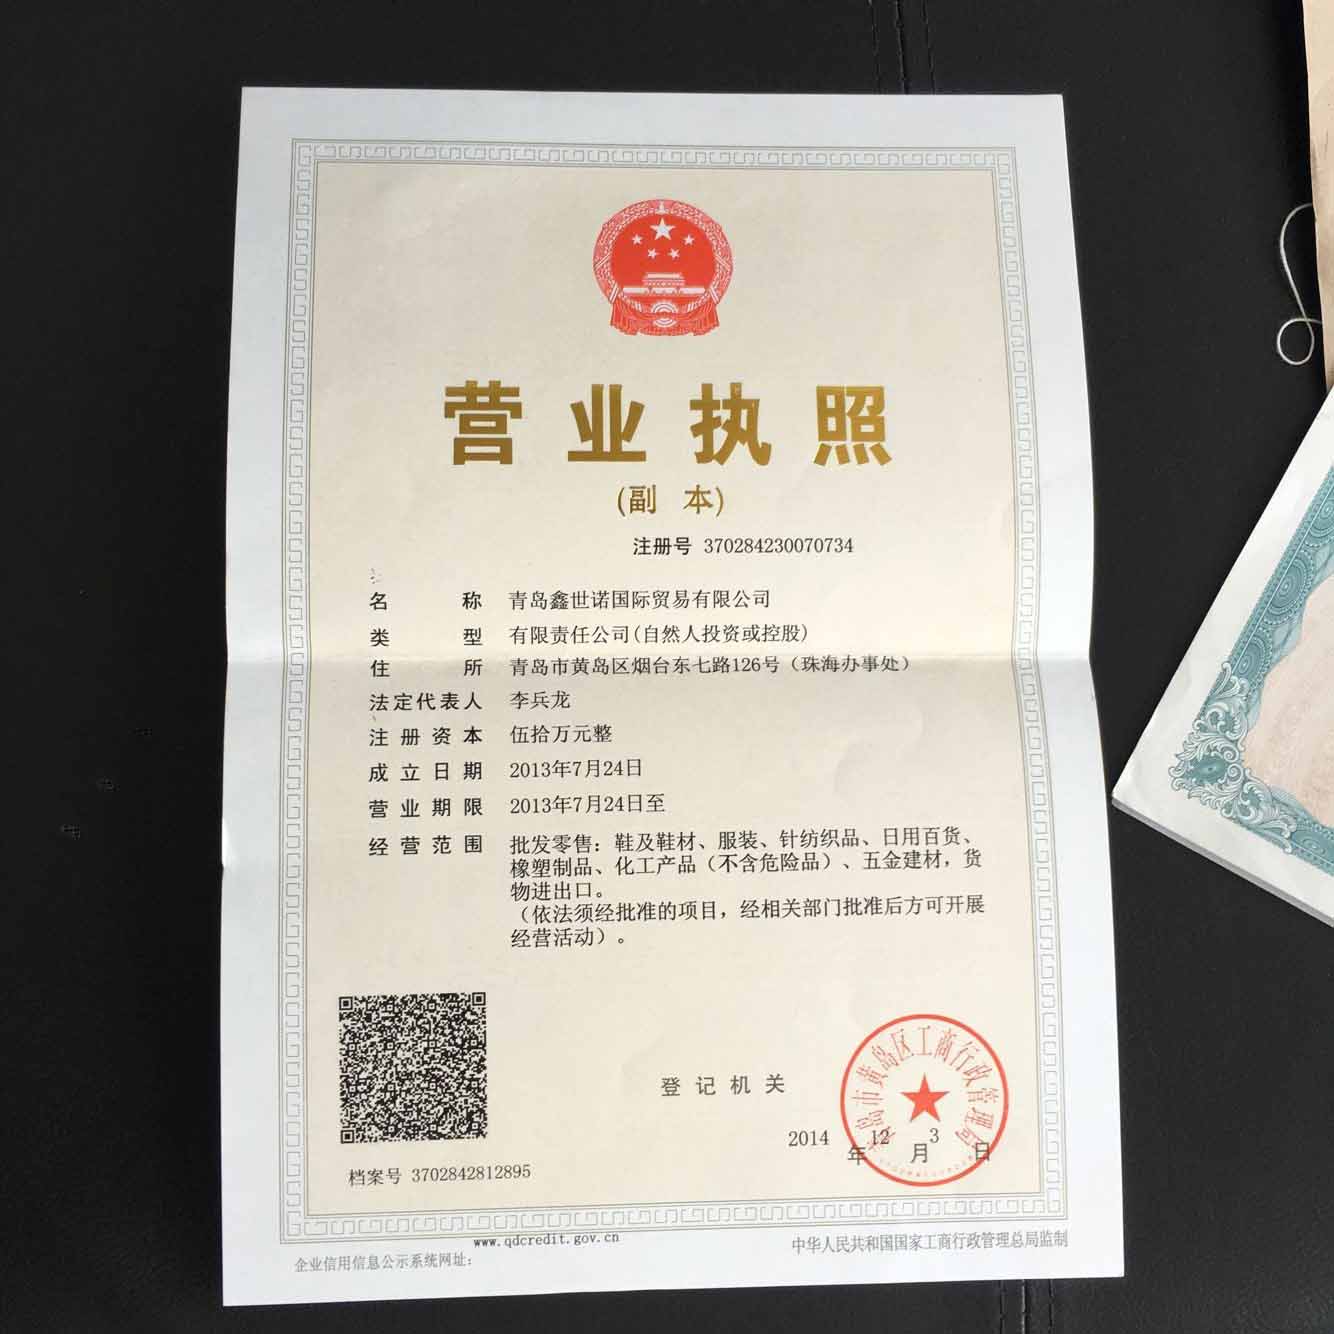 营业执照
(副 本)
注册号 370284230070734
名称 青岛鑫世诺国际贸易有限公司
类型 有限责任公司(自然人投资或控股)
住所 青岛市黄岛区烟台东七路126号（珠海办事处）
法定代表人 李兵龙
注册资本 伍拾万元整
成立日期 2013年7月24日
营业期限 2013年7月24日至
经营范围 批发零售：鞋及鞋材、服装、针纺织品、日用百货、
橡塑制品、化工产品（不含危险品）、五金建材，货
物进出口。
（依法须经批准的项目，经相关部门批准后方可开展
经营活动）。
登记机关
青岛市黄岛区工商行政管理局
2014年12月3日
档案号 3702842812895
企业信用信息公示系统网址： www.qdcredit.gov.cn
中华人民共和国国家工商行政管理总局监制